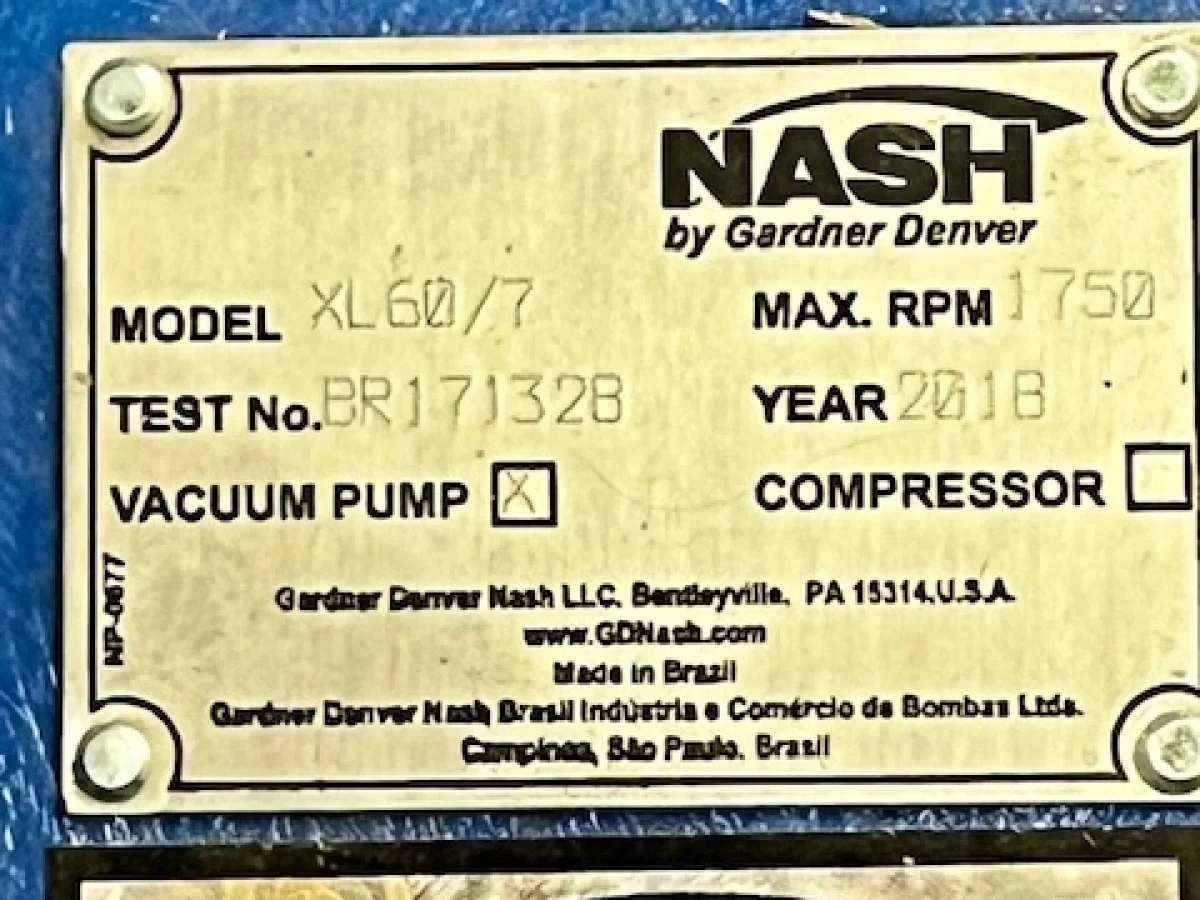 NASH
by Gardner Denver
MODEL XL60/7 MAX. RPM 1750
TEST No. BR171328 YEAR 2018
VACUUM PUMP X COMPRESSOR
NP-0677
Gardner Denver Nash LLC. Bentleyville, PA 15314.U.S.A.
www.GDNash.com
Made in Brazil
Gardner Denver Nash Brasil Indústria e Comércio de Bombas Ltda.
Campinas, São Paulo. Brasil